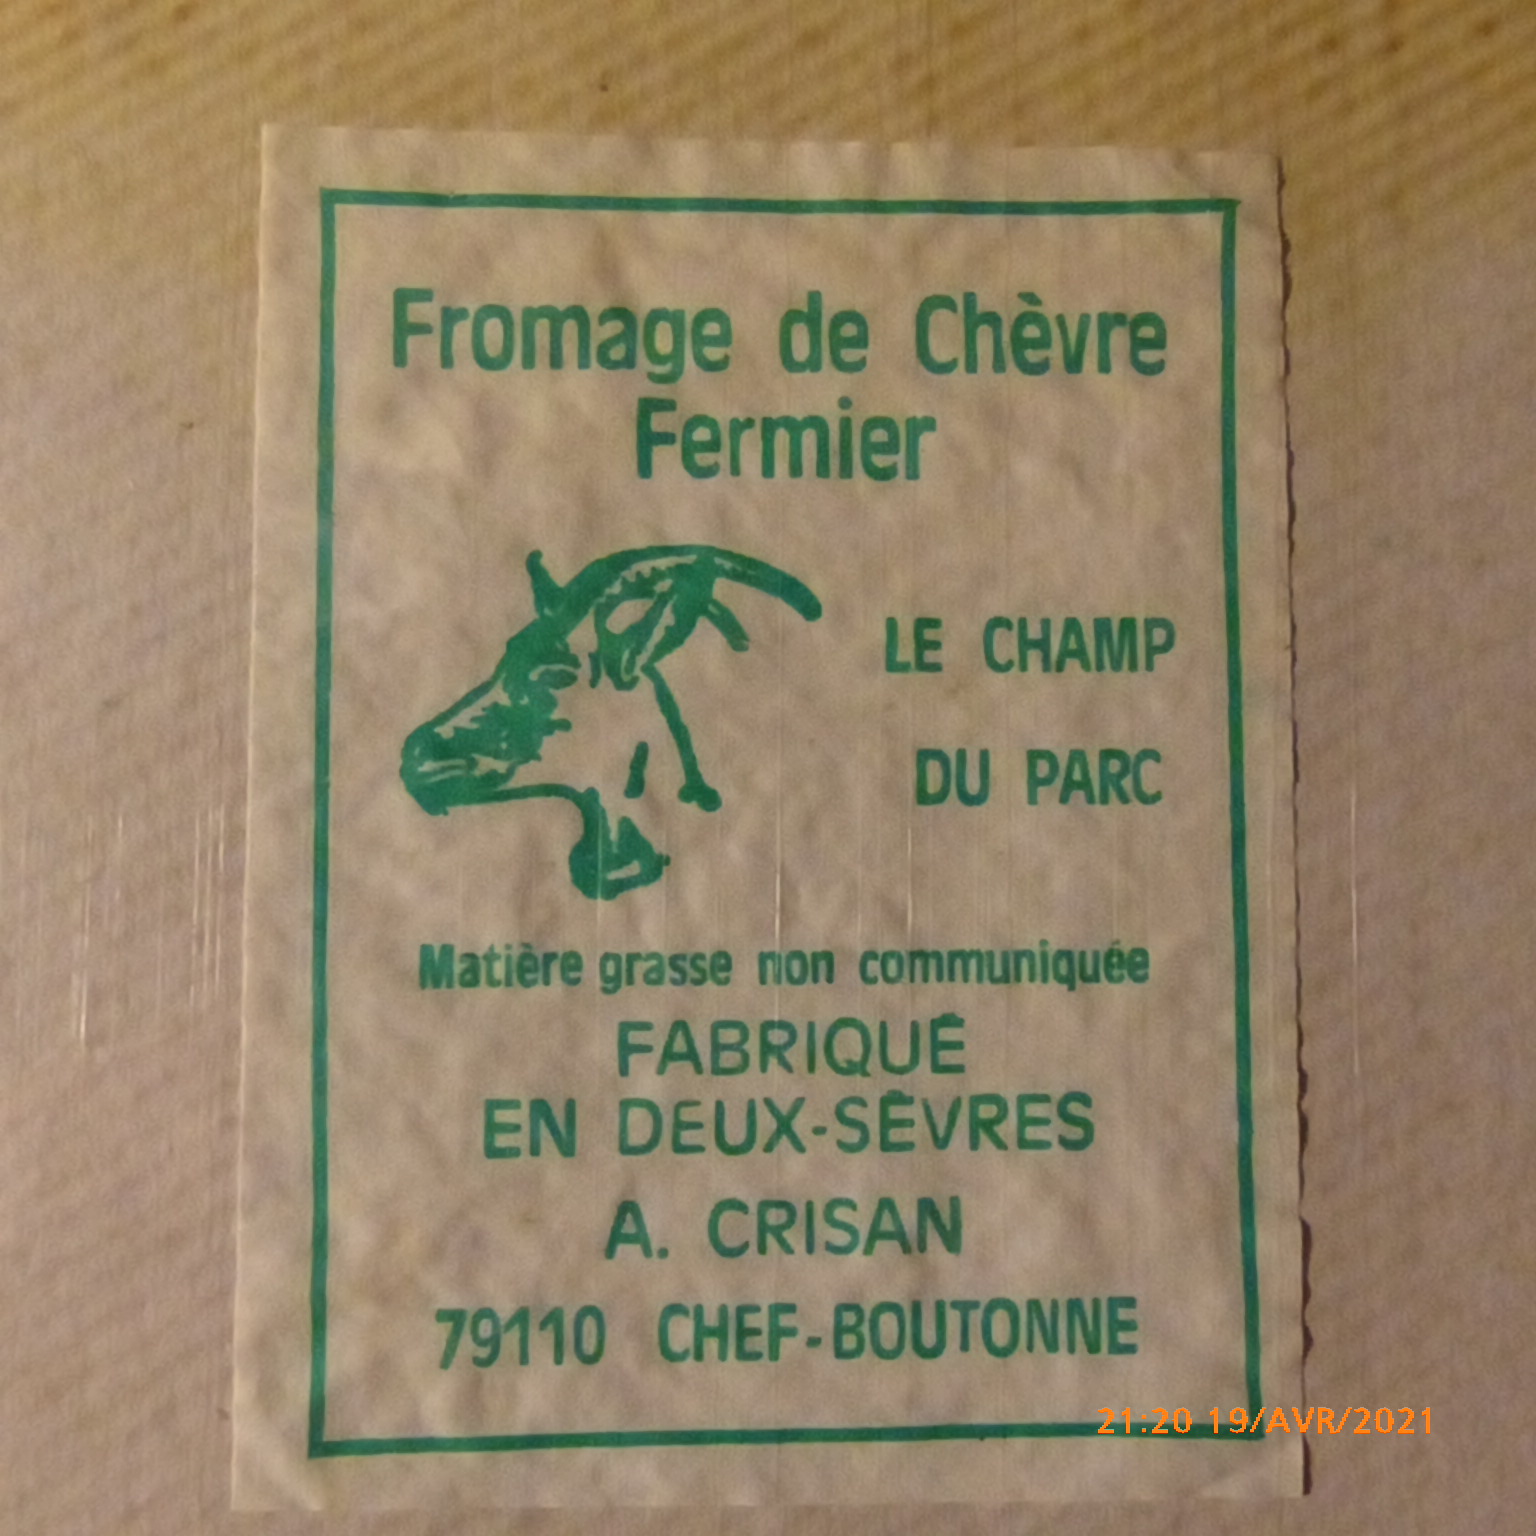 Fromage de Chèvre
Fermier
LE CHAMP
DU PARC
Matière grasse non communiquée
FABRIQUÉ
EN DEUX-SÈVRES
A. CRISAN
79110 CHEF-BOUTONNE
21:20 19/AVR/2021